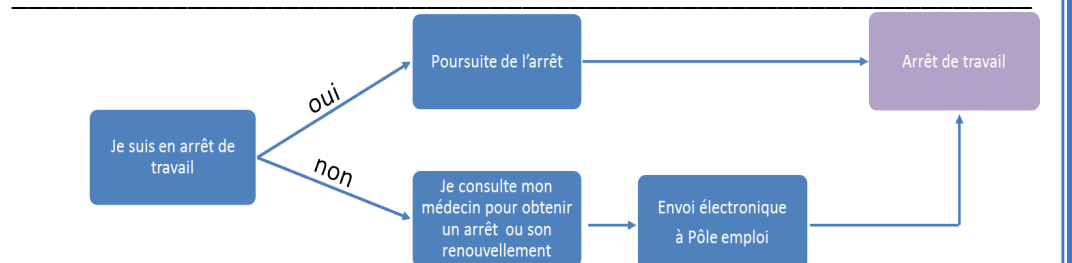 Je suis en arrêt de
travail
oui
Poursuite de l'arrêt
Arrêt de travail
non
Je consulte mon
médecin pour obtenir
un arrêt ou son
renouvellement
Envoi électronique
à Pôle emploi